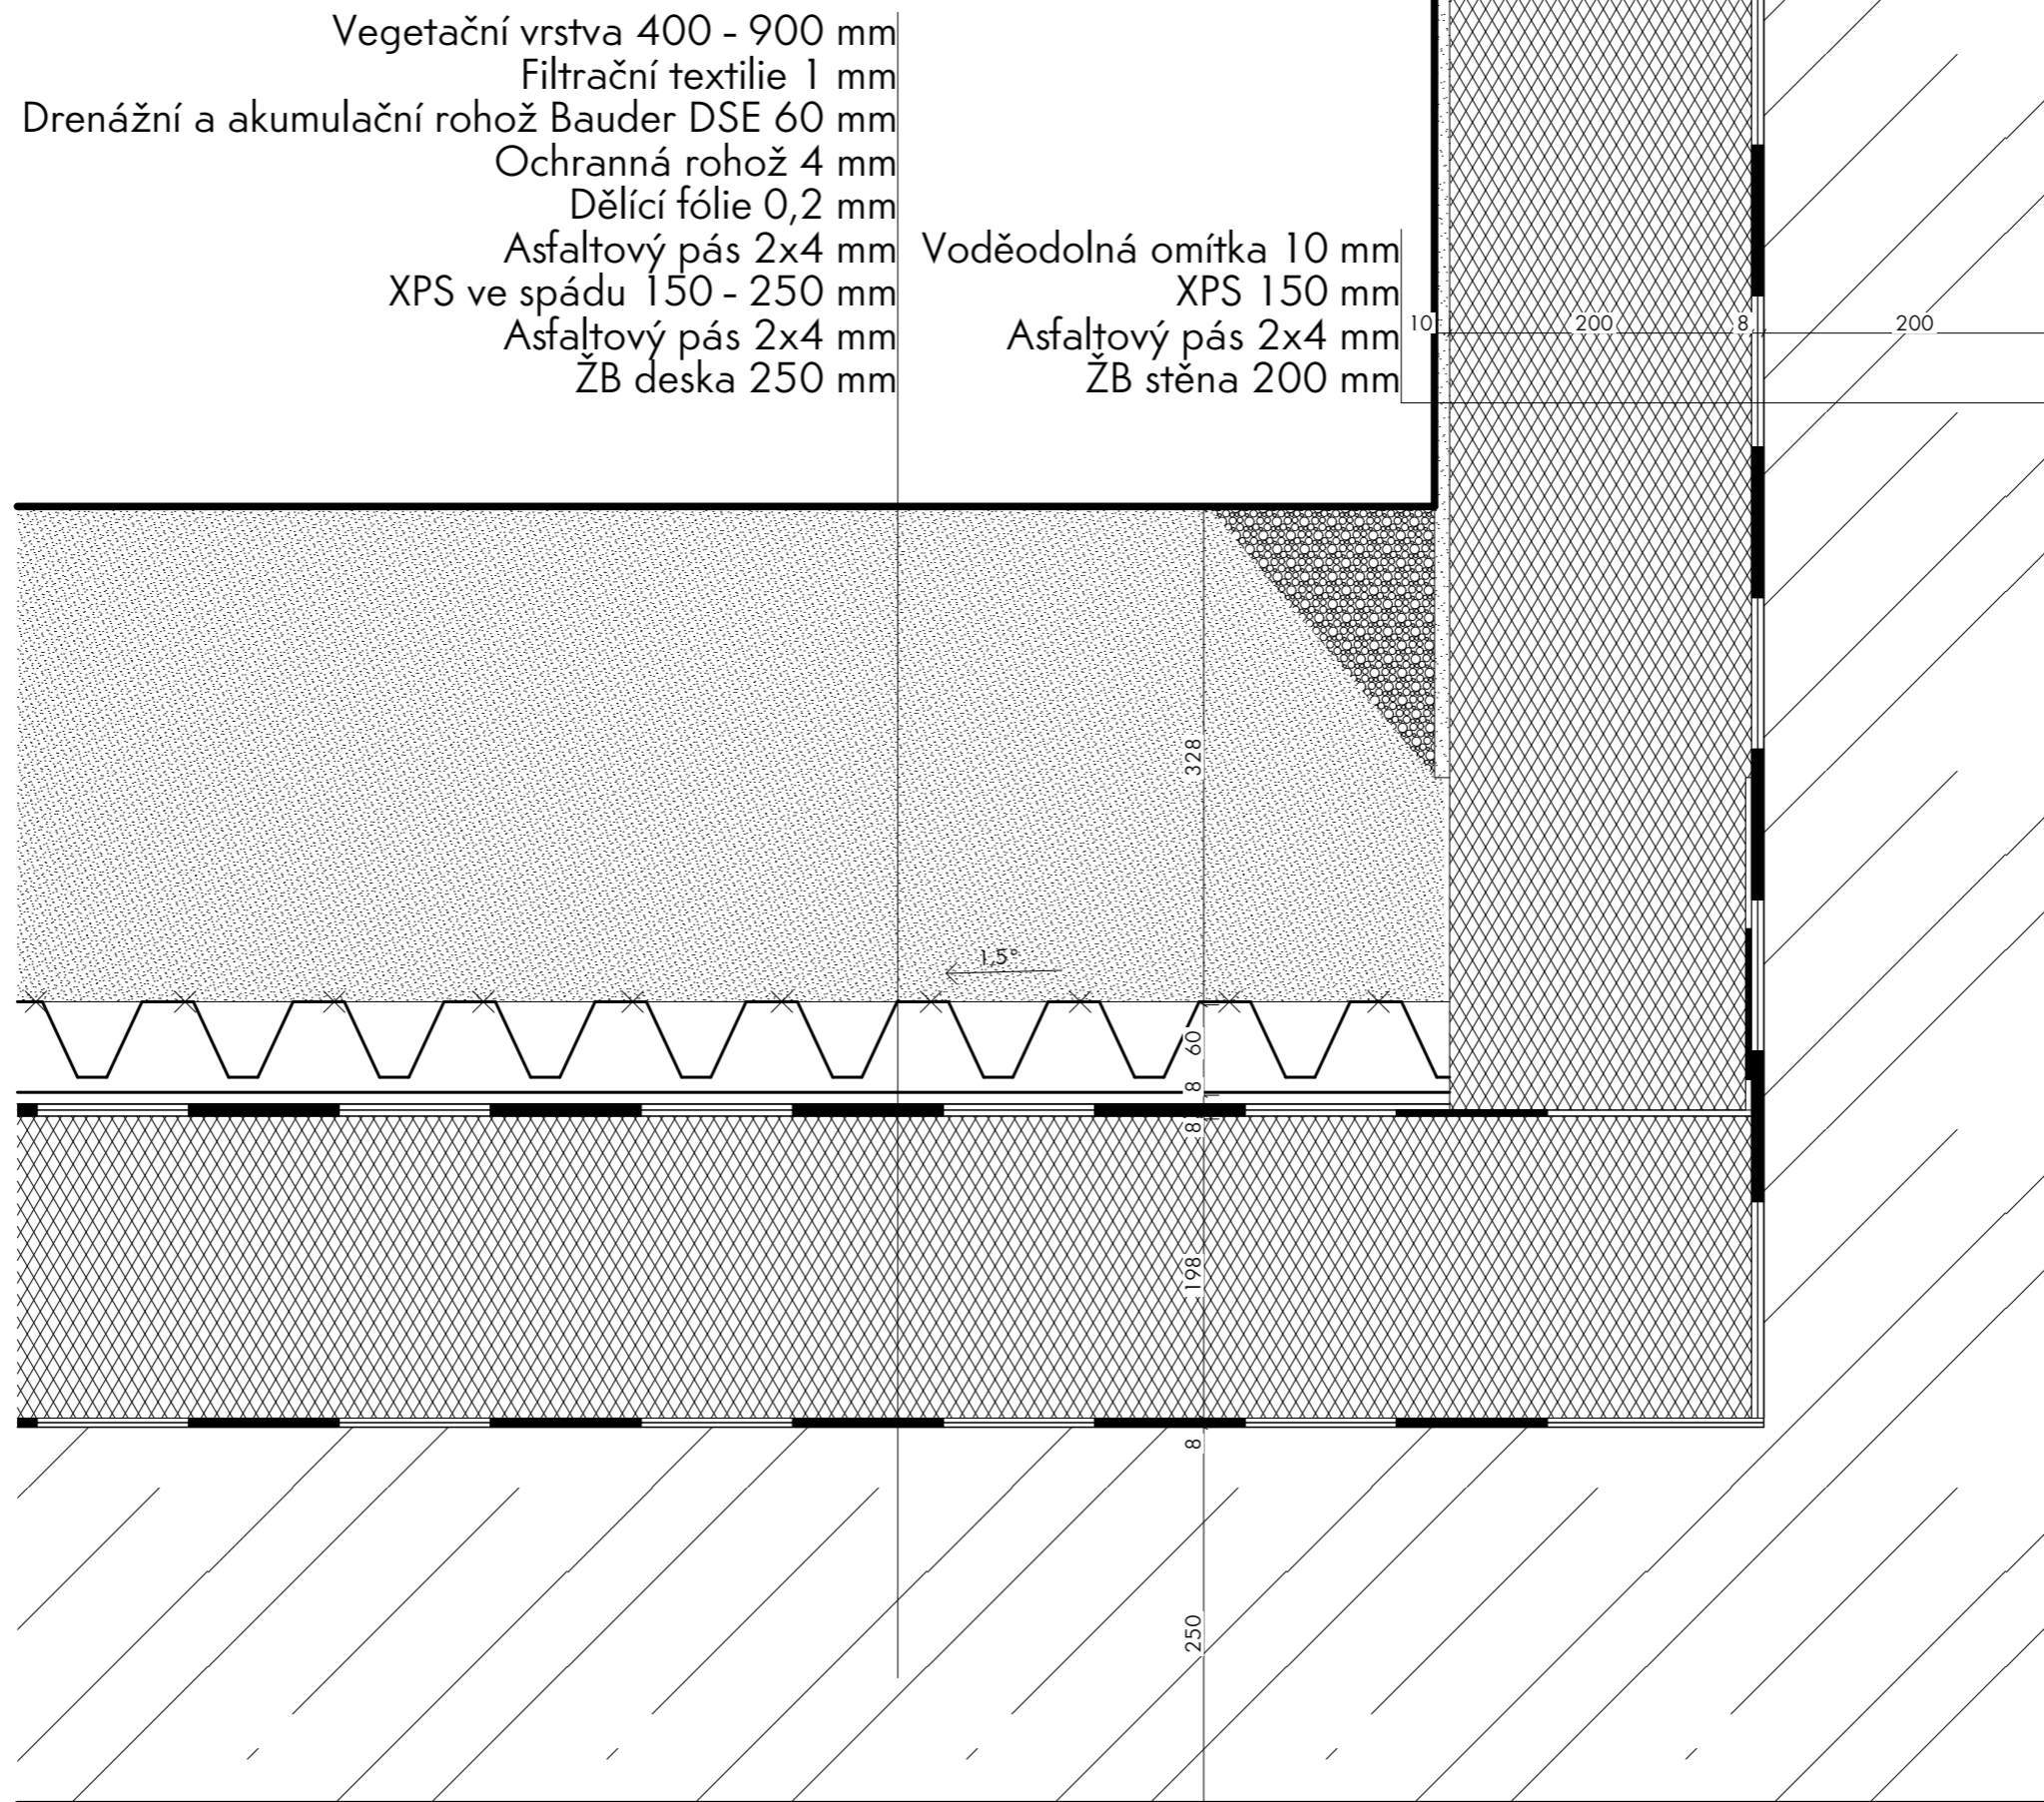 Vegetační vrstva 400 - 900 mm
Filtrační textilie 1 mm
Drenážní a akumulační rohož Bauder DSE 60 mm
Ochranná rohož 4 mm
Dělící fólie 0,2 mm
Asfaltový pás 2x4 mm
XPS ve spádu 150 - 250 mm
Asfaltový pás 2x4 mm
ŽB deska 250 mm
Voděodolná omítka 10 mm
XPS 150 mm
Asfaltový pás 2x4 mm
ŽB stěna 200 mm
10
200
8
200
328
1,5°
60
8
8
198
8
250